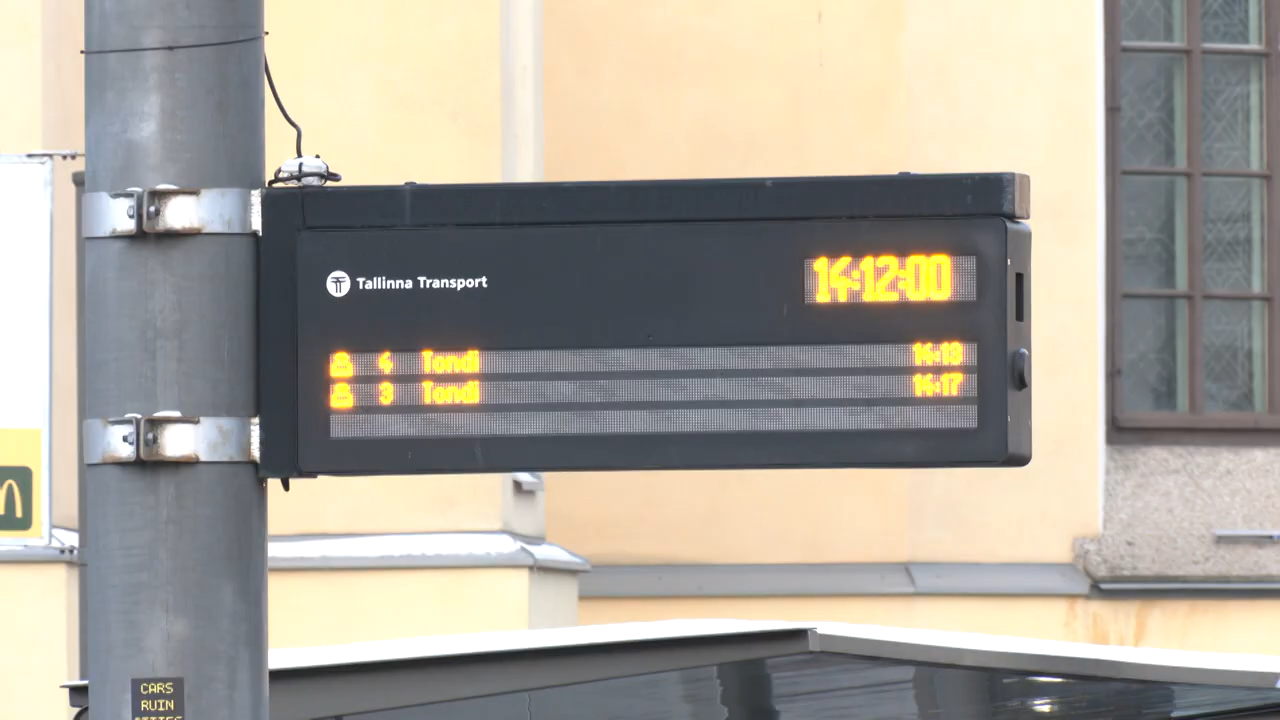 Tallinna Transport
14:12:00
4 Tondi 14:13
3 Tondi 14:17
CARS
RUIN